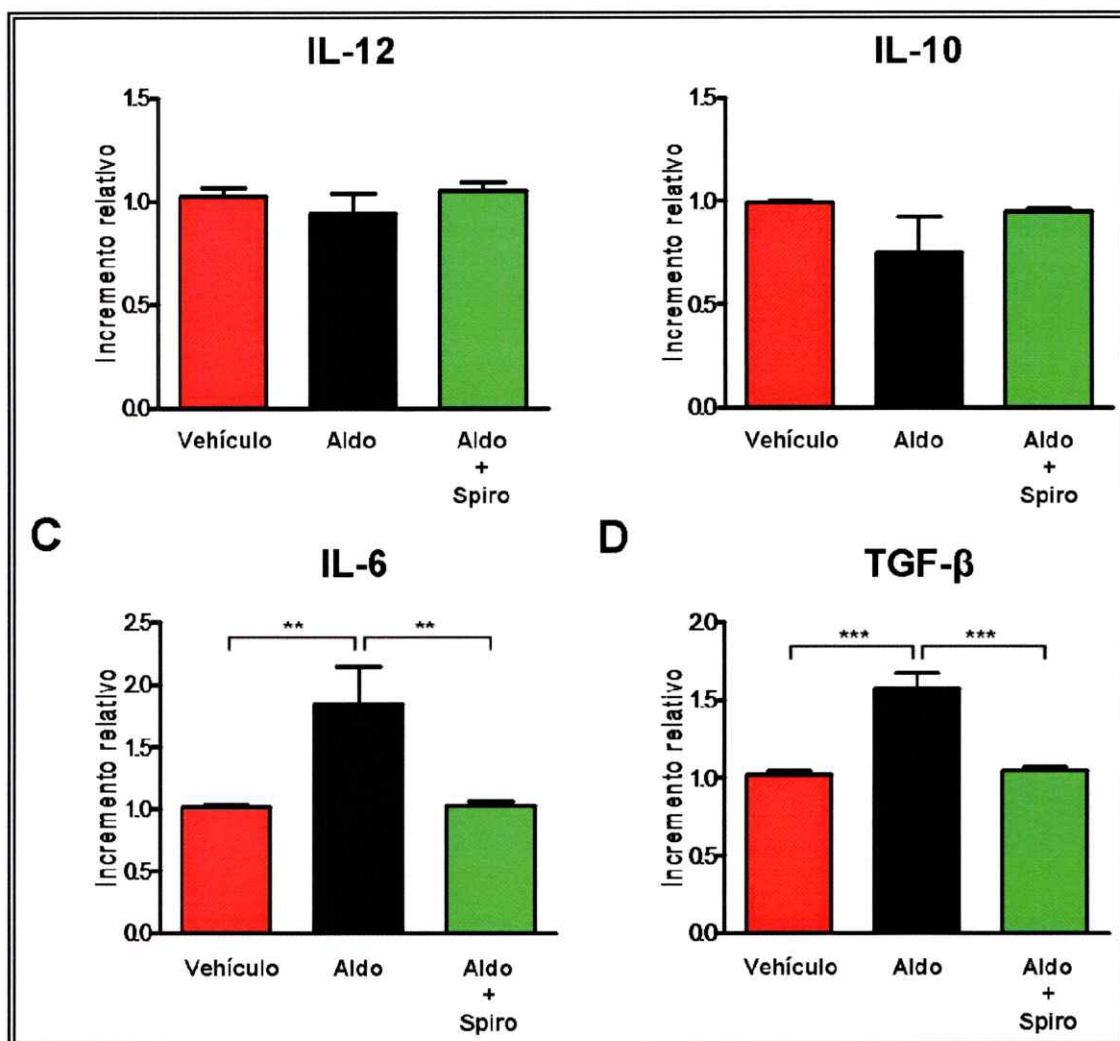 IL-12
Incremento relativo
1.5
1.0
0.5
0.0
Vehículo Aldo Aldo
+
Spiro
IL-10
Incremento relativo
1.5
1.0
0.5
0.0
Vehículo Aldo Aldo
+
Spiro
C
IL-6
Incremento relativo
2.5
2.0
1.5
1.0
0.5
0.0
** **
Vehículo Aldo Aldo
+
Spiro
D
TGF-β
Incremento relativo
2.0
1.5
1.0
0.5
0.0
*** ***
Vehículo Aldo Aldo
+
Spiro